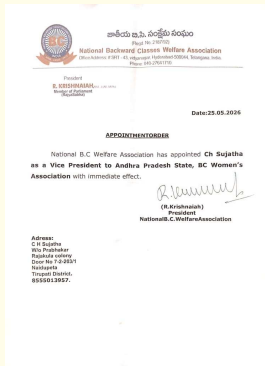 జాతీయ బి.సి. సంక్షేమ సంఘం
National Backward Classes Welfare Association
President
R. KRISHNAIAH,
Member of Parliament
(Rajyasabha)
Date:25.05.2026
APPOINTMENTORDER
National B.C Welfare Association has appointed Ch Sujatha
as a Vice President to Andhra Pradesh State, BC Women's
Association with immediate effect.
(R.Krishnaiah)
President
NationalB.C.WelfareAssociation
Adress:
C H Sujatha
W/o Prabhakar
Rajakula colony
Door No 7-2-203/1
Naidupeta
Tirupati District.
8555013957.